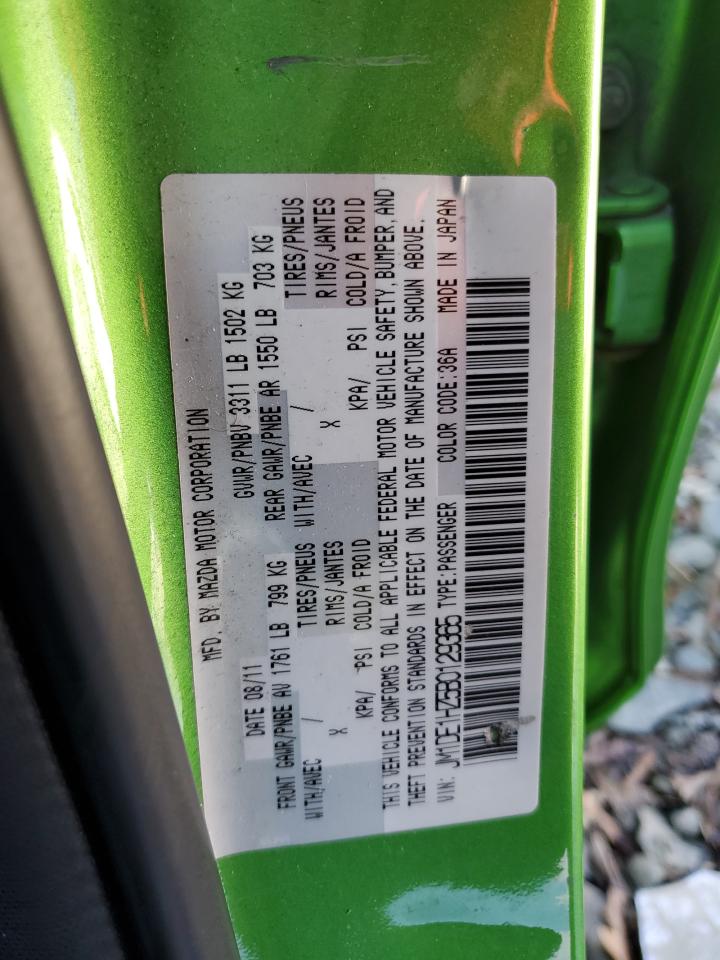 MFD. BY MAZDA MOTOR CORPORATION
DATE 08/11 GVWR/PNBV 3311 LB 1502 KG
FRONT GAWR/PNBE AV 1761 LB 799 KG REAR GAWR/PNBE AR 1550 LB 703 KG
WITH/AVEC / TIRES/PNEUS WITH/AVEC / TIRES/PNEUS
X RIMS/JANTES X RIMS/JANTES
KPA/ PSI COLD/A FROID KPA/ PSI COLD/A FROID
THIS VEHICLE CONFORMS TO ALL APPLICABLE FEDERAL MOTOR VEHICLE SAFETY, BUMPER, AND
THEFT PREVENTION STANDARDS IN EFFECT ON THE DATE OF MANUFACTURE SHOWN ABOVE.
VIN: JM1DE1HZ5B0129365 TYPE:PASSENGER COLOR CODE:36A MADE IN JAPAN